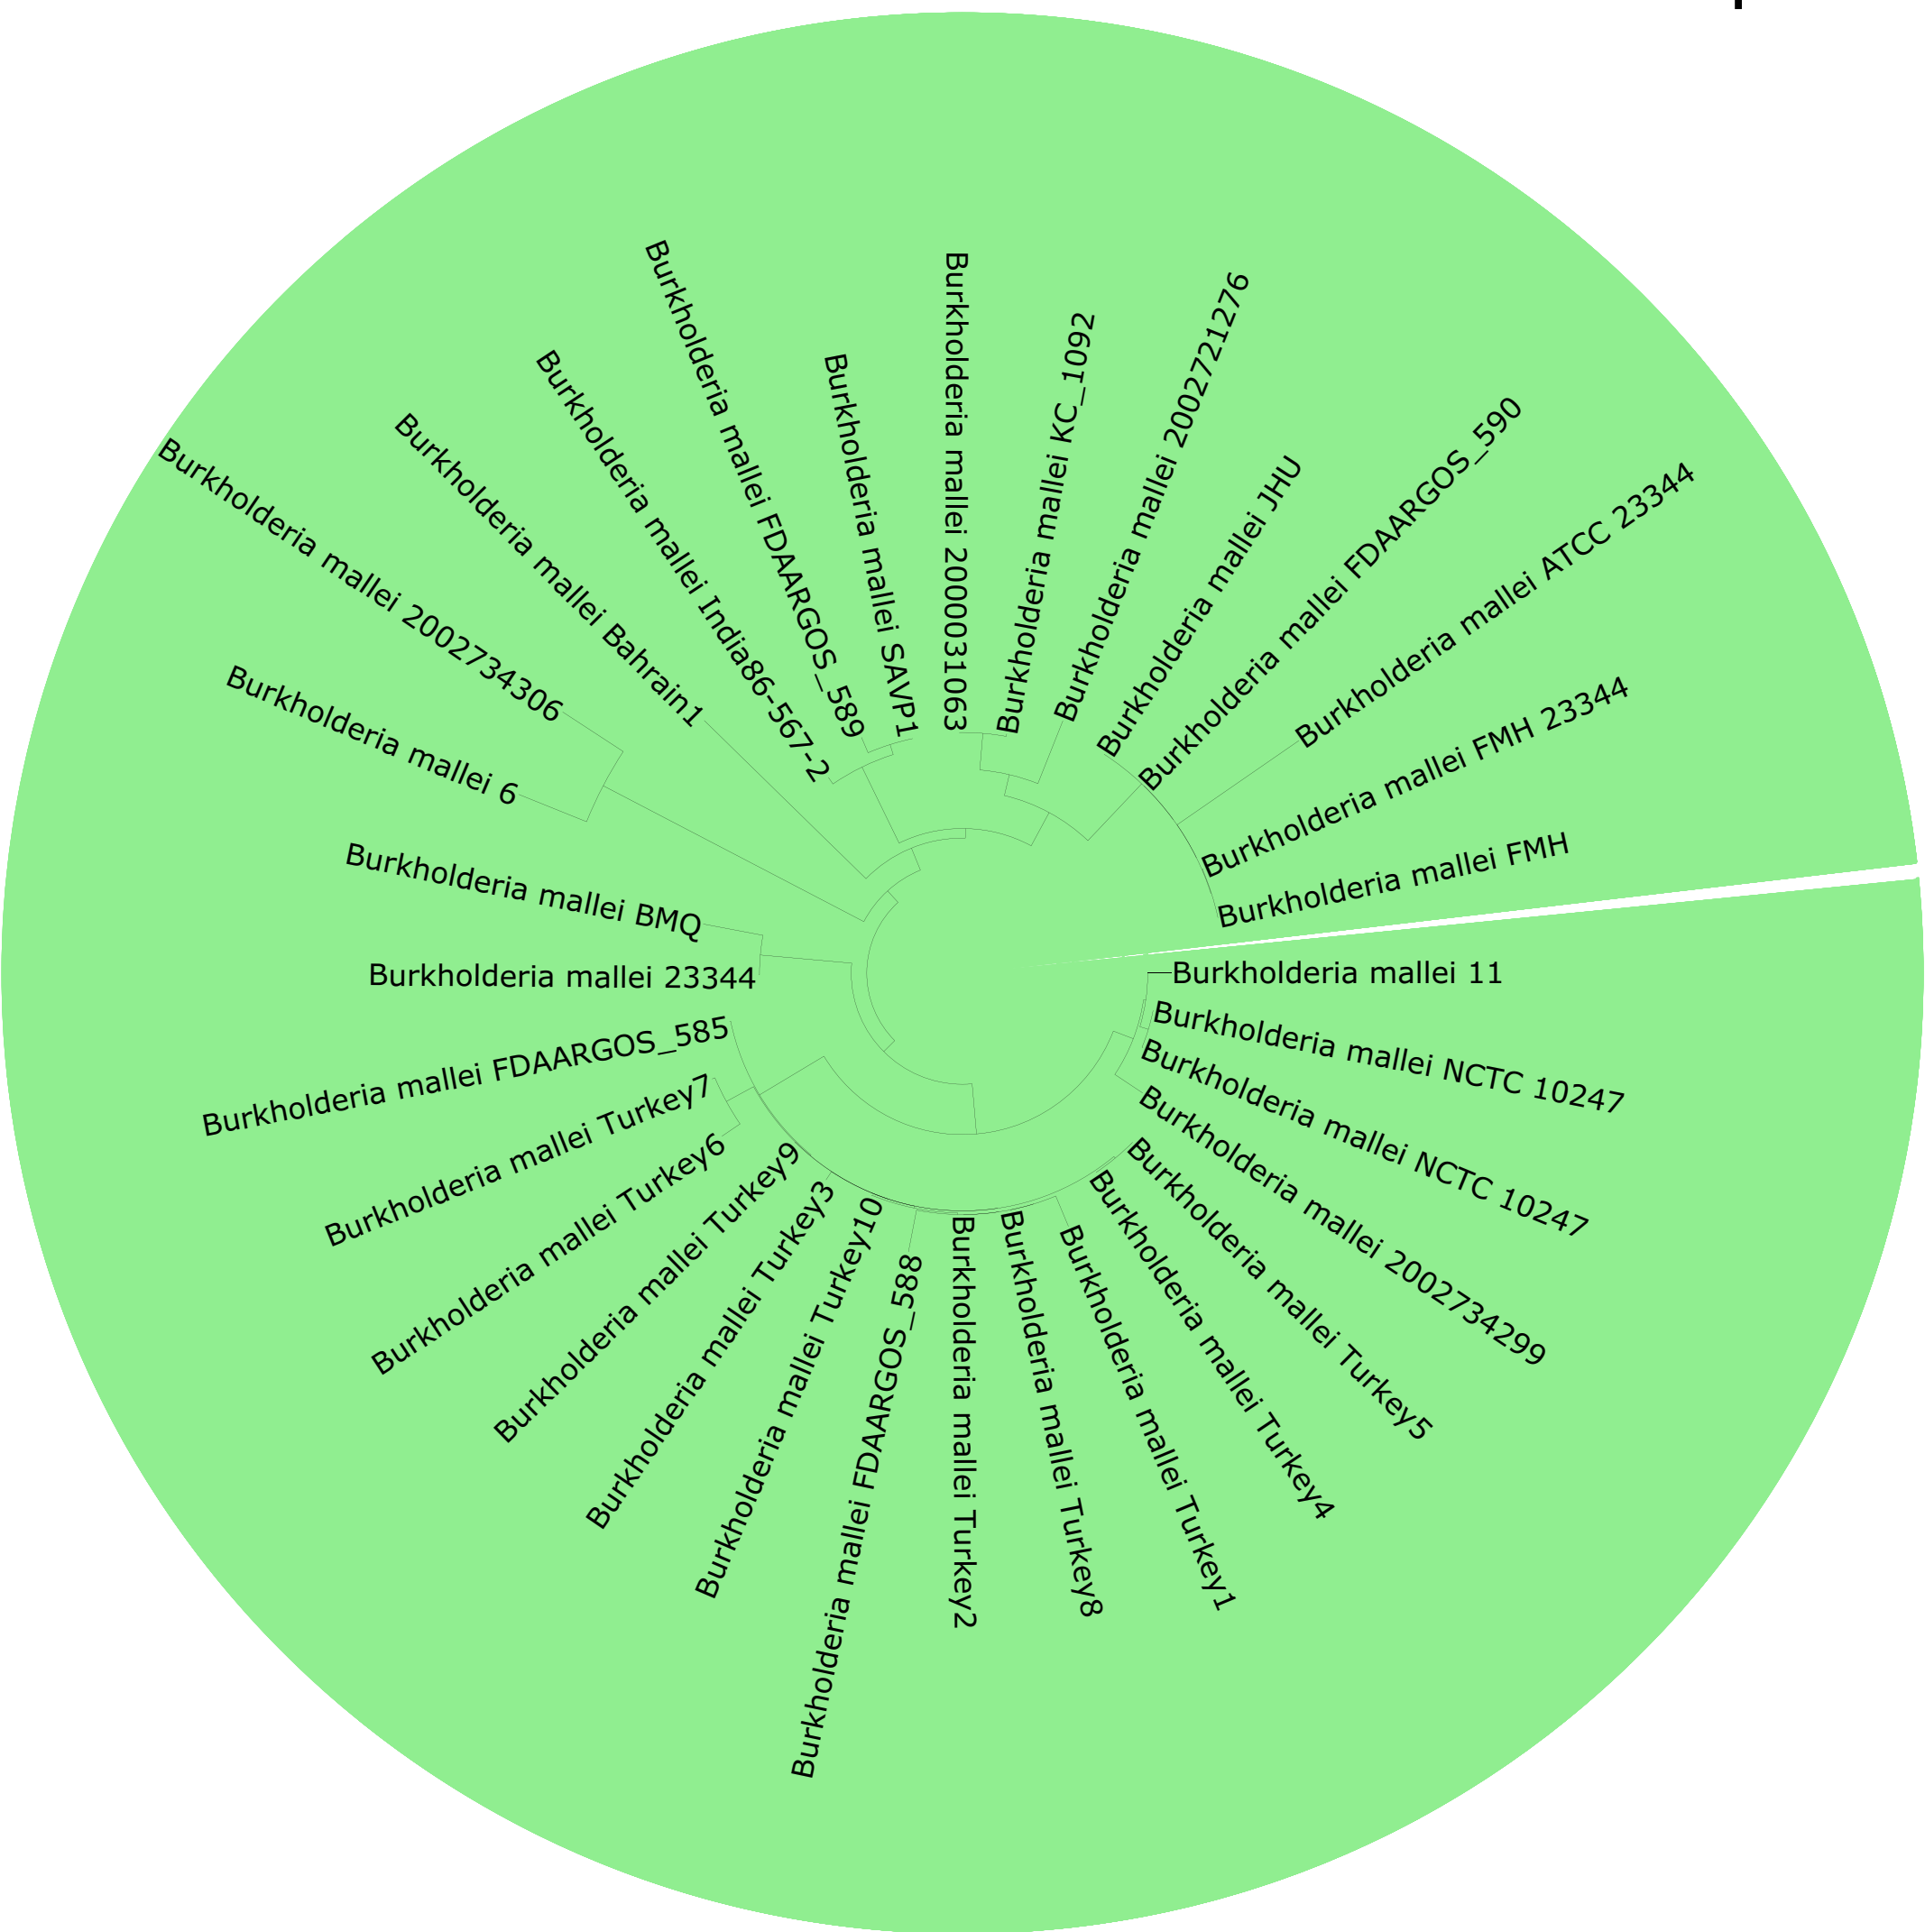 Burkholderia mallei 2000031063
Burkholderia mallei KC_1092
Burkholderia mallei 2002721276
Burkholderia mallei JHU
Burkholderia mallei FDAARGOS_590
Burkholderia mallei ATCC 23344
Burkholderia mallei FMH 23344
Burkholderia mallei FMH
Burkholderia mallei 11
Burkholderia mallei NCTC 10247
Burkholderia mallei NCTC 10247
Burkholderia mallei 2002734299
Burkholderia mallei Turkey5
Burkholderia mallei Turkey4
Burkholderia mallei Turkey1
Burkholderia mallei Turkey8
Burkholderia mallei Turkey2
Burkholderia mallei FDAARGOS_588
Burkholderia mallei Turkey10
Burkholderia mallei Turkey3
Burkholderia mallei Turkey9
Burkholderia mallei Turkey6
Burkholderia mallei Turkey7
Burkholderia mallei FDAARGOS_585
Burkholderia mallei 23344
Burkholderia mallei BMQ
Burkholderia mallei 6
Burkholderia mallei 2002734306
Burkholderia mallei Bahrain1
Burkholderia mallei India86-567-2
Burkholderia mallei FDAARGOS_589
Burkholderia mallei SAVP1